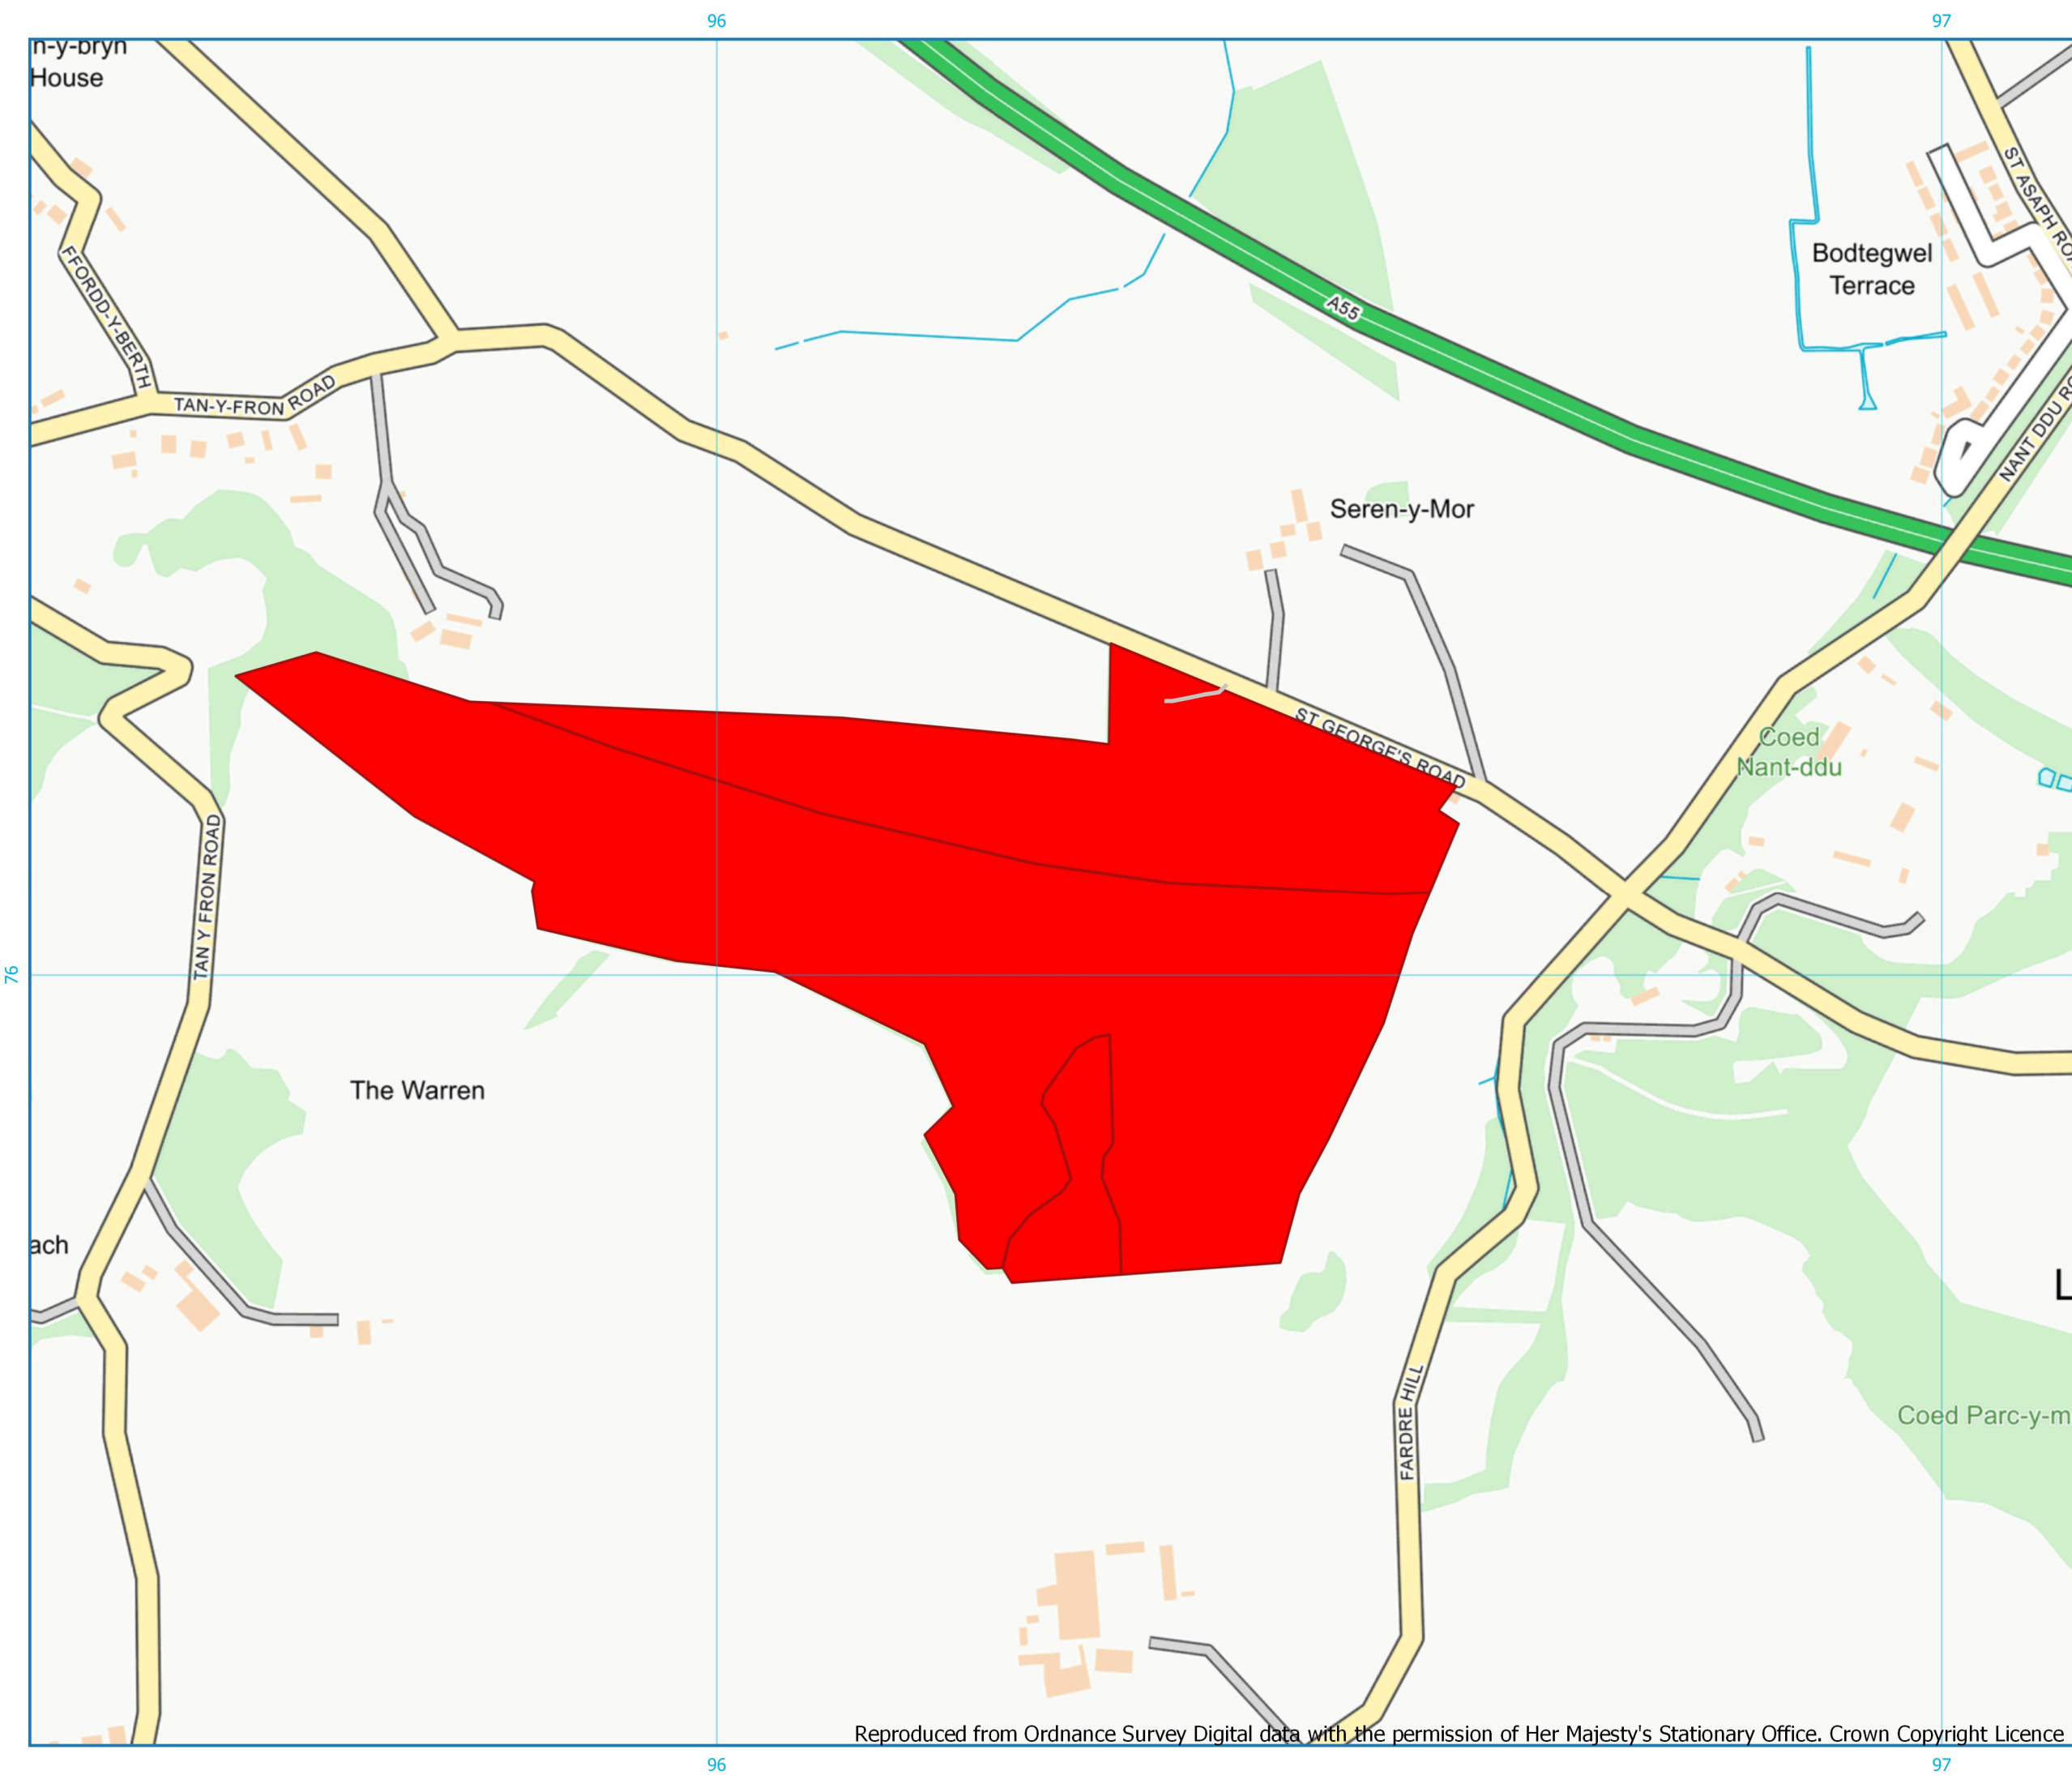 96
97
n-y-bryn
House
ST ASAPH ROA
FFORDD-Y-BERTH
Bodtegwel
Terrace
A55
TAN-Y-FRON ROAD
NANT DDU RO
Seren-y-Mor
ST GEORGE'S ROAD
Coed
Nant-ddu
TAN Y FRON ROAD
76
The Warren
ach
L
FARDRE HILL
Coed Parc-y-m
Reproduced from Ordnance Survey Digital data with the permission of Her Majesty's Stationary Office. Crown Copyright Licence
96
97